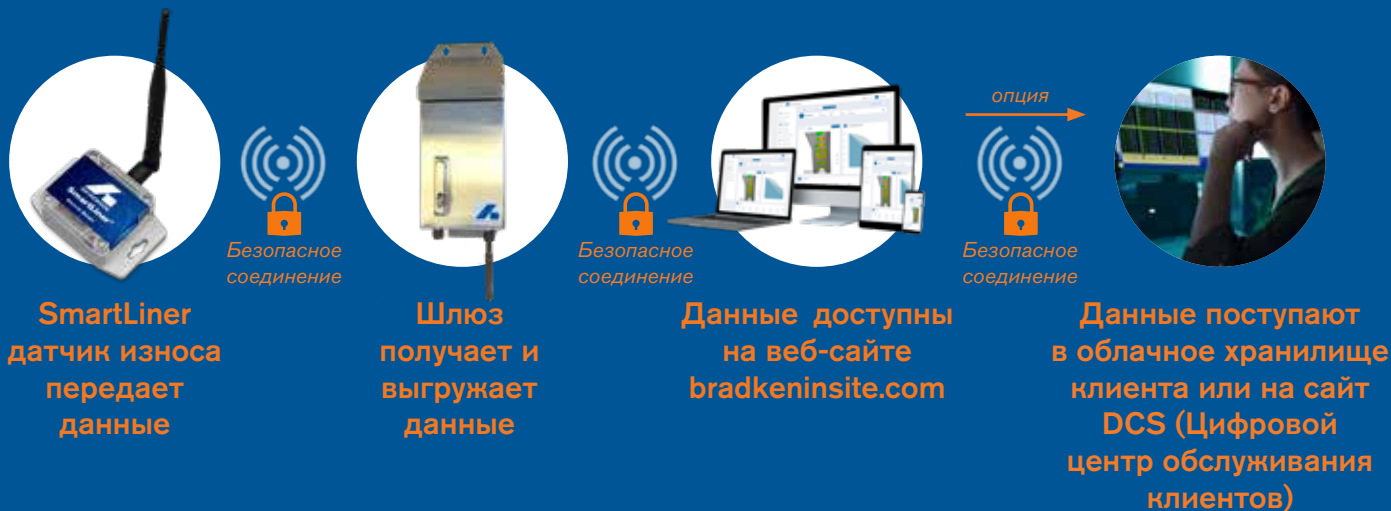 опция
Безопасное
соединение
Безопасное
соединение
Безопасное
соединение
SmartLiner
SmartLiner
датчик износа
передает
данные
Шлюз
получает и
выгружает
данные
Данные доступны
на веб-сайте
bradkeninsite.com
Данные поступают
в облачное хранилище
клиента или на сайт
DCS (Цифровой
центр обслуживания
клиентов)